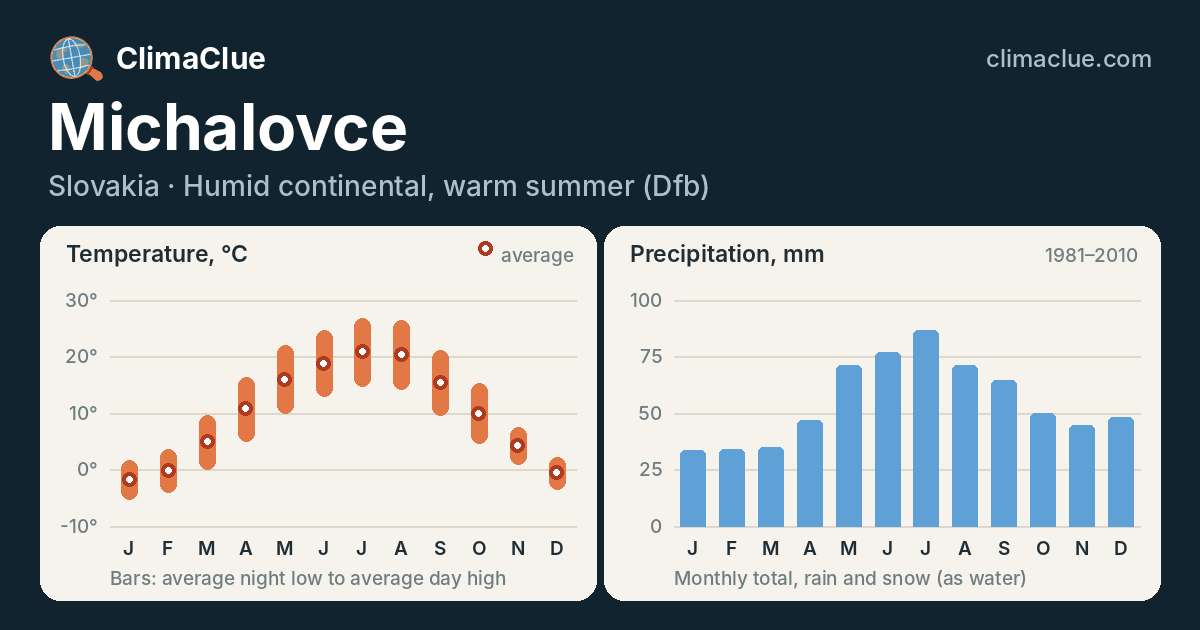 ClimaClue
climaclue.com
Michalovce
Slovakia · Humid continental, warm summer (Dfb)
Temperature, °C
average
30°
20°
10°
0°
-10°
J F M A M J J A S O N D
Bars: average night low to average day high
Precipitation, mm
1981–2010
100
75
50
25
0
J F M A M J J A S O N D
Monthly total, rain and snow (as water)